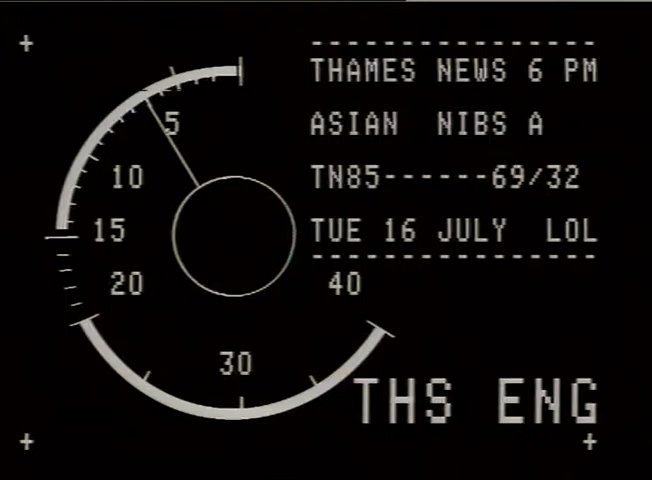 -----------------
THAMES NEWS 6 PM
ASIAN  NIBS A
TN85------69/32
TUE 16 JULY  LOL
-----------------
5
10
15
20
30
40
THS ENG